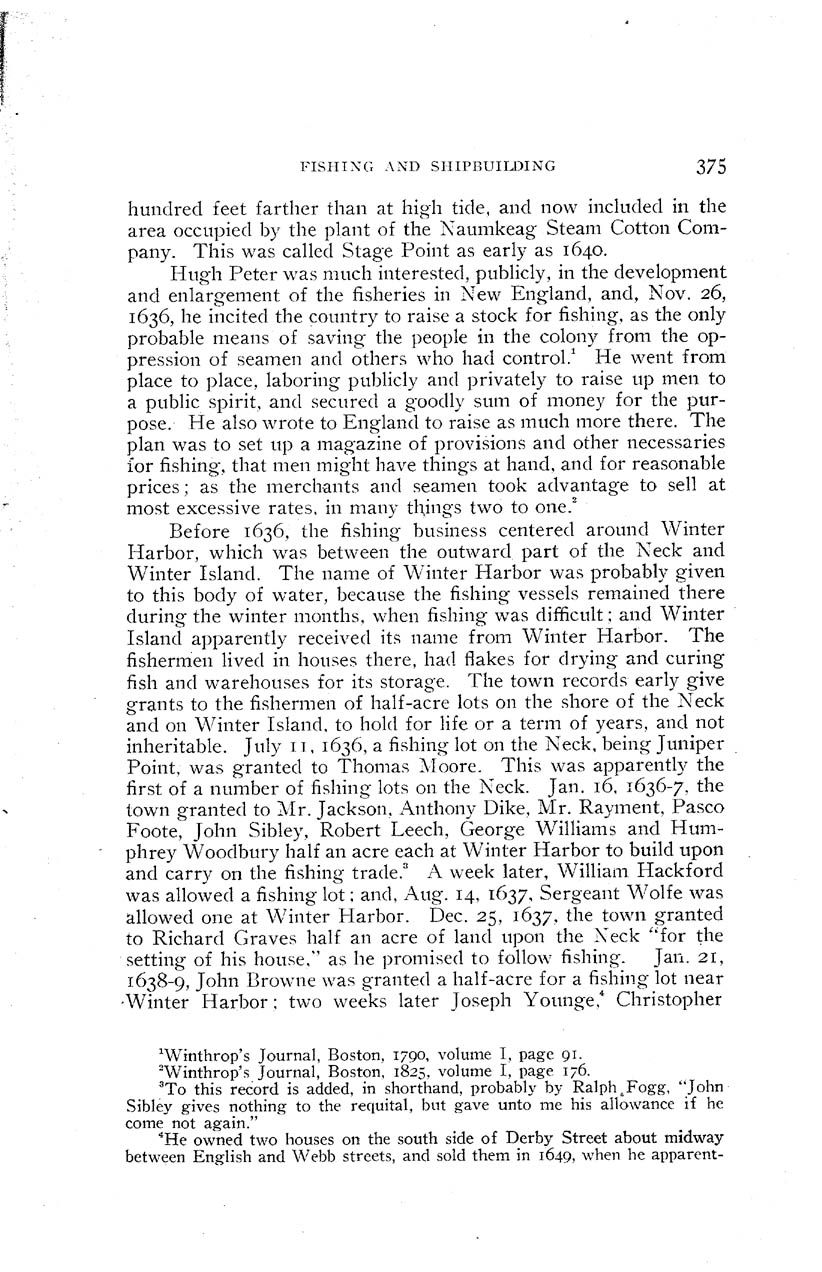 FISHING AND SHIPBUILDING 375
hundred feet farther than at high tide, and now included in the
area occupied by the plant of the Naumkeag Steam Cotton Com-
pany. This was called Stage Point as early as 1640.
Hugh Peter was much interested, publicly, in the development
and enlargement of the fisheries in New England, and, Nov. 26,
1636, he incited the country to raise a stock for fishing, as the only
probable means of saving the people in the colony from the op-
pression of seamen and others who had control.¹ He went from
place to place, laboring publicly and privately to raise up men to
a public spirit, and secured a goodly sum of money for the pur-
pose. He also wrote to England to raise as much more there. The
plan was to set up a magazine of provisions and other necessaries
for fishing, that men might have things at hand, and for reasonable
prices; as the merchants and seamen took advantage to sell at
most excessive rates, in many things two to one.²
Before 1636, the fishing business centered around Winter
Harbor, which was between the outward part of the Neck and
Winter Island. The name of Winter Harbor was probably given
to this body of water, because the fishing vessels remained there
during the winter months, when fishing was difficult; and Winter
Island apparently received its name from Winter Harbor. The
fishermen lived in houses there, had flakes for drying and curing
fish and warehouses for its storage. The town records early give
grants to the fishermen of half-acre lots on the shore of the Neck
and on Winter Island, to hold for life or a term of years, and not
inheritable. July 11, 1636, a fishing lot on the Neck, being Juniper
Point, was granted to Thomas Moore. This was apparently the
first of a number of fishing lots on the Neck. Jan. 16, 1636-7, the
town granted to Mr. Jackson, Anthony Dike, Mr. Rayment, Pasco
Foote, John Sibley, Robert Leech, George Williams and Hum-
phrey Woodbury half an acre each at Winter Harbor to build upon
and carry on the fishing trade.³ A week later, William Hackford
was allowed a fishing lot; and, Aug. 14, 1637, Sergeant Wolfe was
allowed one at Winter Harbor. Dec. 25, 1637, the town granted
to Richard Graves half an acre of land upon the Neck "for the
setting of his house," as he promised to follow fishing. Jan. 21,
1638-9, John Browne was granted a half-acre for a fishing lot near
Winter Harbor; two weeks later Joseph Younge,⁴ Christopher
¹Winthrop's Journal, Boston, 1790, volume I, page 91.
²Winthrop's Journal, Boston, 1825, volume I, page 176.
³To this record is added, in shorthand, probably by Ralph Fogg, "John
Sibley gives nothing to the requital, but gave unto me his allowance if he
come not again."
⁴He owned two houses on the south side of Derby Street about midway
between English and Webb streets, and sold them in 1649, when he apparent-